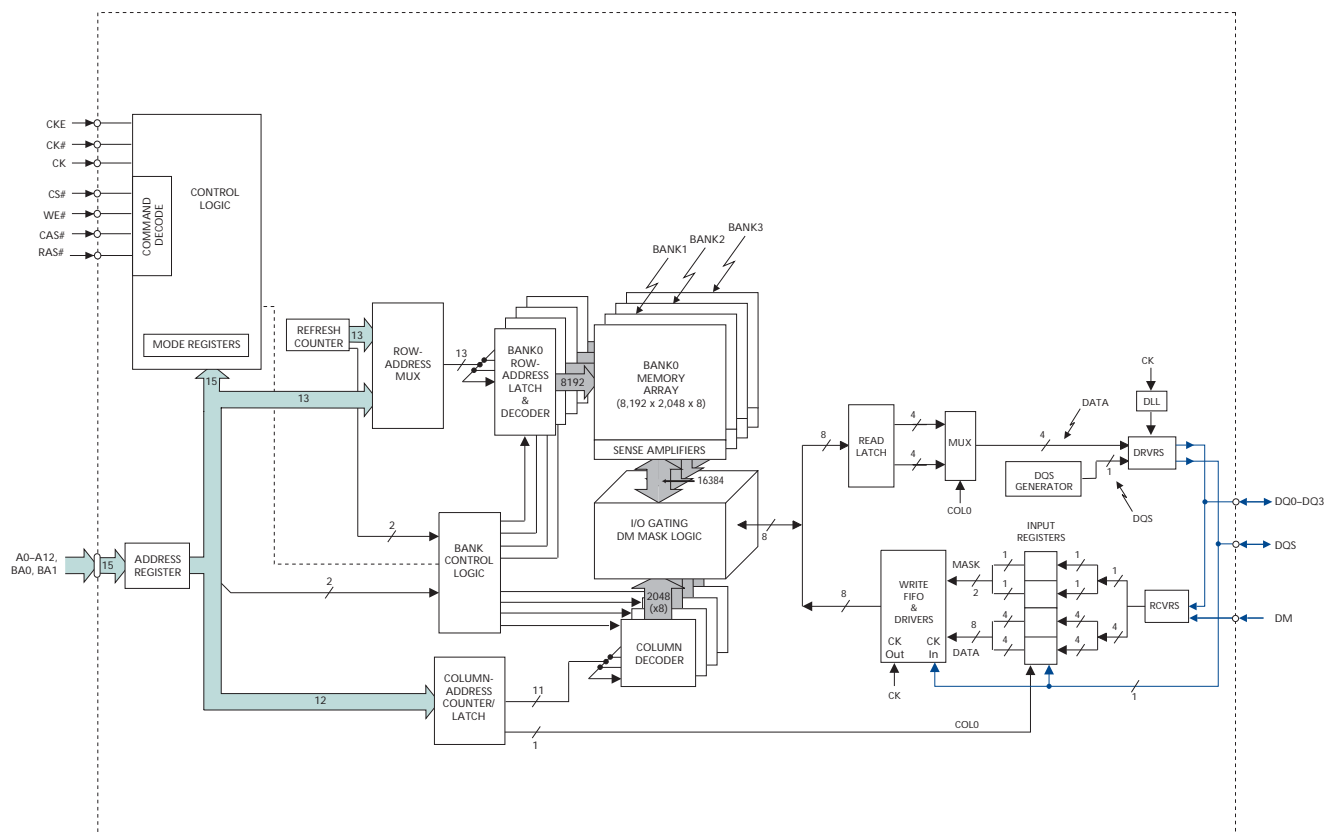 CKE
CK#
CK
CS#
WE#
CAS#
RAS#
COMMAND
DECODE
CONTROL
LOGIC
MODE REGISTERS
15
REFRESH
COUNTER
13
13
ROW-
ADDRESS
MUX
13
BANK0
ROW-
ADDRESS
LATCH
&
DECODER
8192
BANK1
BANK2
BANK3
BANK0
MEMORY
ARRAY
(8,192 x 2,048 x 8)
SENSE AMPLIFIERS
16384
I/O GATING
DM MASK LOGIC
8
2048
(x8)
COLUMN
DECODER
A0–A12,
BA0, BA1
15
ADDRESS
REGISTER
2
2
BANK
CONTROL
LOGIC
12
COLUMN-
ADDRESS
COUNTER/
LATCH
11
1
COL0
8
READ
LATCH
4
4
MUX
COL0
4
DATA
CK
DLL
DRVRS
DQS
GENERATOR
1
DQS
DQ0–DQ3
DQS
DM
INPUT
REGISTERS
8
WRITE
FIFO
&
DRIVERS
CK
Out
CK
In
CK
MASK
2
8
DATA
1
1
4
4
1
1
4
4
1
4
RCVRS
1